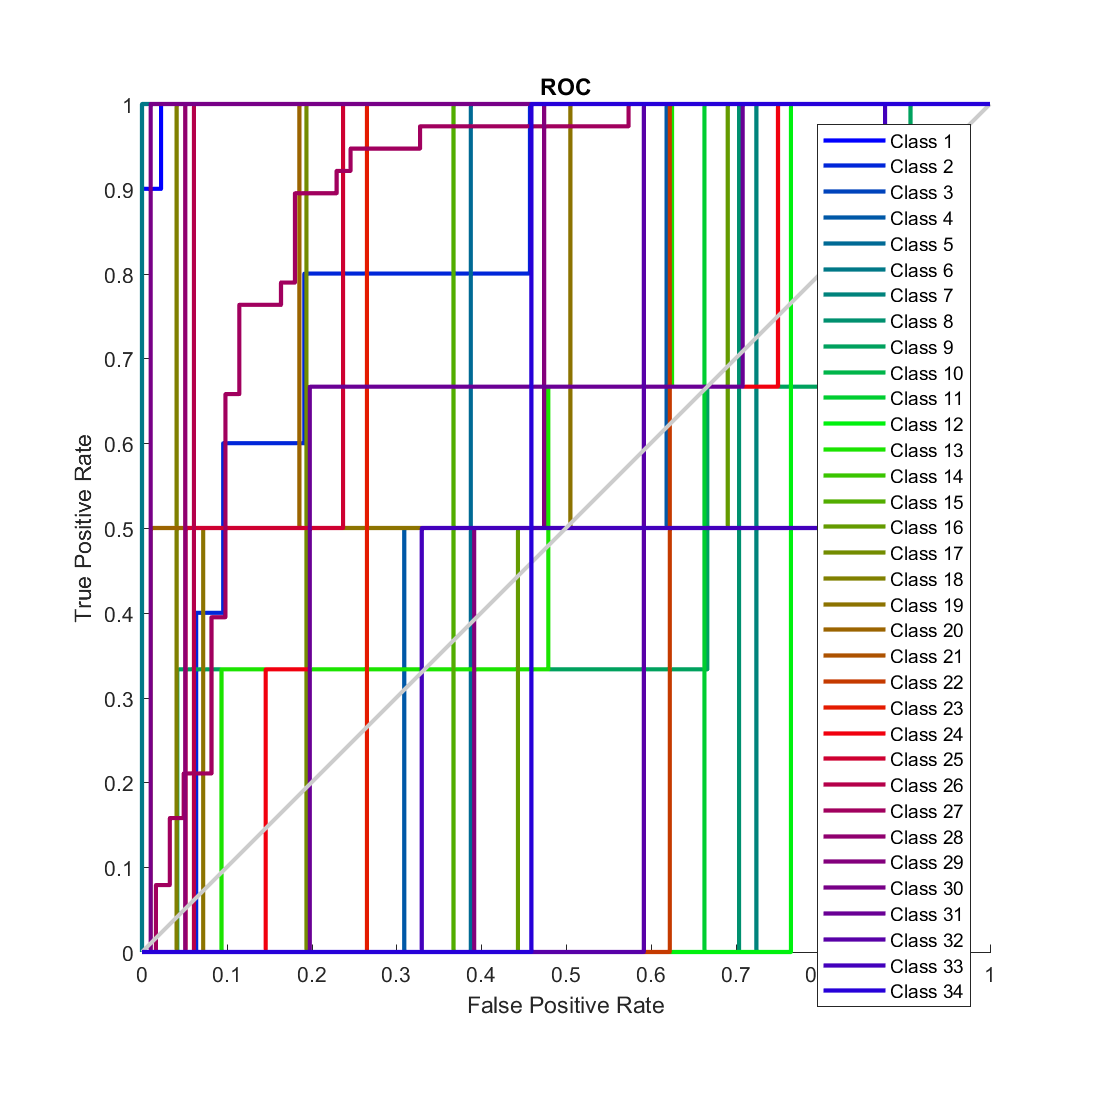 ROC
True Positive Rate
1
0.9
0.8
0.7
0.6
0.5
0.4
0.3
0.2
0.1
0
0 0.1 0.2 0.3 0.4 0.5 0.6 0.7 1
False Positive Rate
Class 1
Class 2
Class 3
Class 4
Class 5
Class 6
Class 7
Class 8
Class 9
Class 10
Class 11
Class 12
Class 13
Class 14
Class 15
Class 16
Class 17
Class 18
Class 19
Class 20
Class 21
Class 22
Class 23
Class 24
Class 25
Class 26
Class 27
Class 28
Class 29
Class 30
Class 31
Class 32
Class 33
Class 34